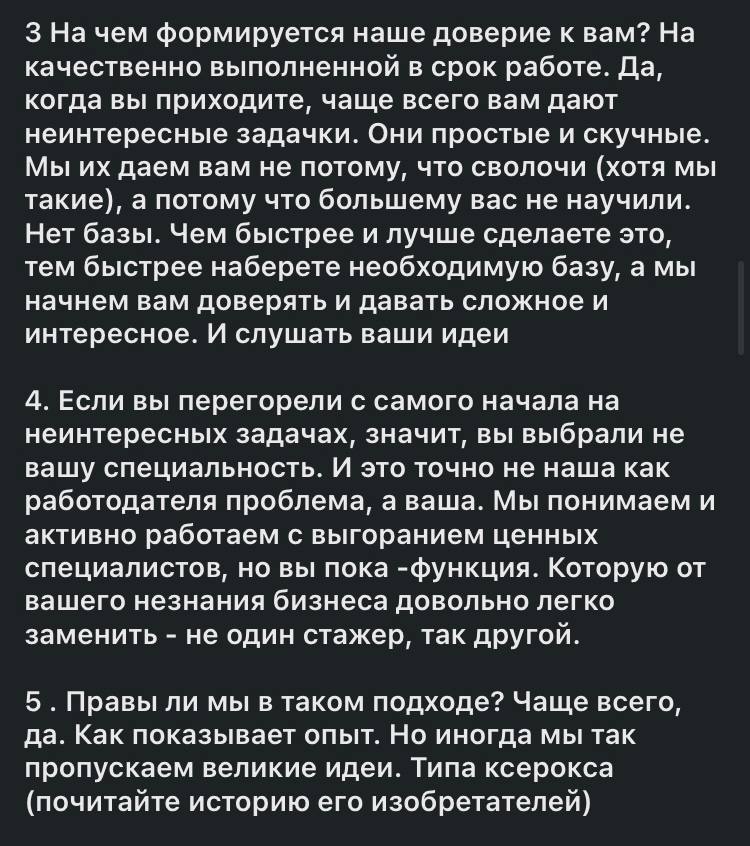 3 На чем формируется наше доверие к вам? На
качественно выполненной в срок работе. Да,
когда вы приходите, чаще всего вам дают
неинтересные задачки. Они простые и скучные.
Мы их даем вам не потому, что сволочи (хотя мы
такие), а потому что большему вас не научили.
Нет базы. Чем быстрее и лучше сделаете это,
тем быстрее наберете необходимую базу, а мы
начнем вам доверять и давать сложное и
интересное. И слушать ваши идеи
4. Если вы перегорели с самого начала на
неинтересных задачах, значит, вы выбрали не
вашу специальность. И это точно не наша как
работодателя проблема, а ваша. Мы понимаем и
активно работаем с выгоранием ценных
специалистов, но вы пока -функция. Которую от
вашего незнания бизнеса довольно легко
заменить - не один стажер, так другой.
5 . Правы ли мы в таком подходе? Чаще всего,
да. Как показывает опыт. Но иногда мы так
пропускаем великие идеи. Типа ксерокса
(почитайте историю его изобретателей)